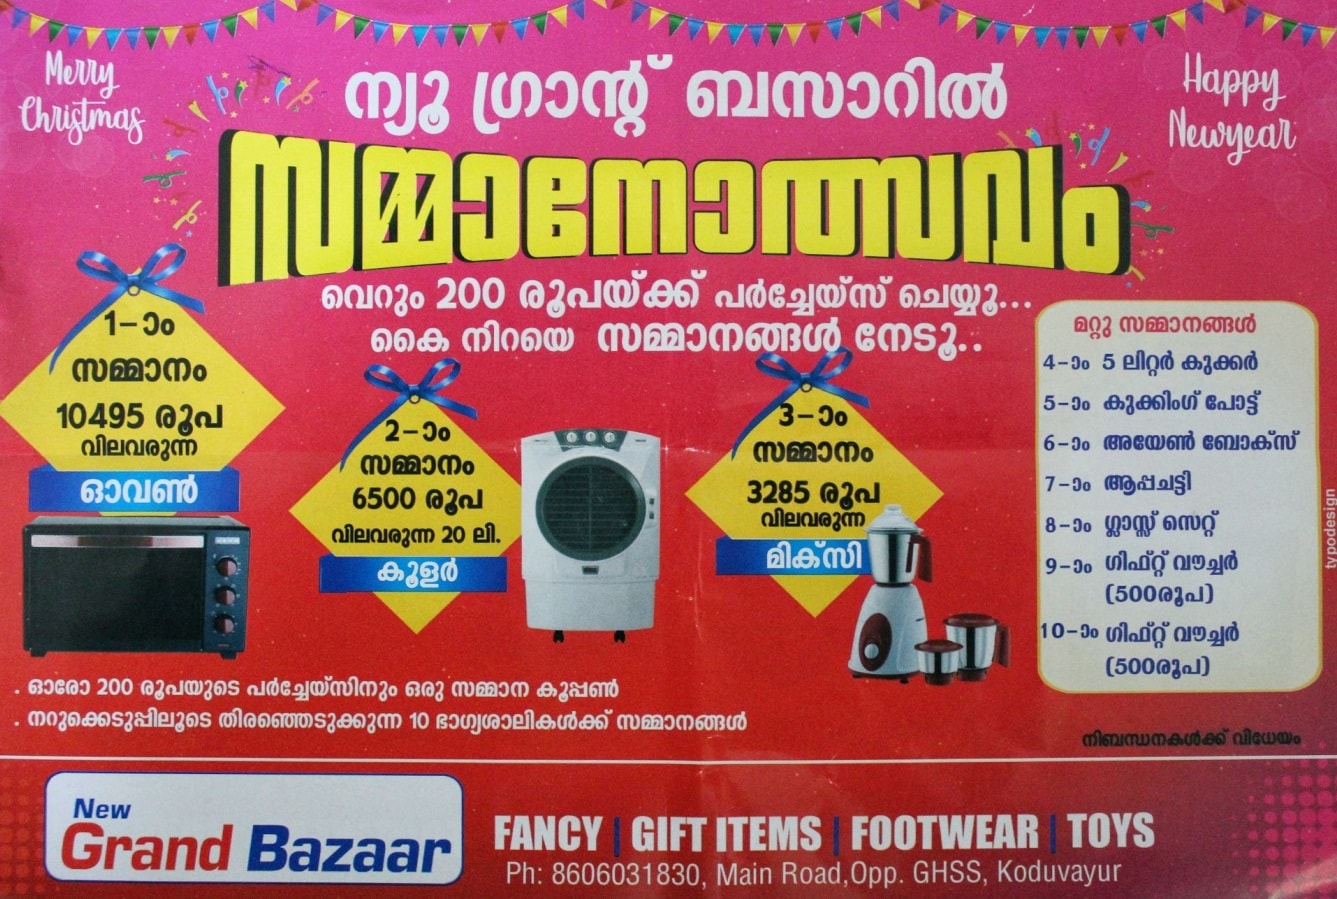 Merry
Christmas
Happy
Newyear
ന്യൂ ഗ്രാന്റ് ബസാറിൽ
സമ്മാനോത്സവം
വെറും 200 രൂപയ്ക്ക് പർച്ചേയ്സ് ചെയ്യൂ...
കൈ നിറയെ സമ്മാനങ്ങൾ നേടൂ..
1-ാം
സമ്മാനം
10495 രൂപ
വിലവരുന്ന
ഓവൺ
2-ാം
സമ്മാനം
6500 രൂപ
വിലവരുന്ന 20 ലി.
കൂളർ
3-ാം
സമ്മാനം
3285 രൂപ
വിലവരുന്ന
മിക്സി
മറ്റു സമ്മാനങ്ങൾ
4-ാം 5 ലിറ്റർ കുക്കർ
5-ാം കുക്കിംഗ് പോട്ട്
6-ാം അയേൺ ബോക്സ്
7-ാം ആപ്പചട്ടി
8-ാം ഗ്ലാസ്സ് സെറ്റ്
9-ാം ഗിഫ്റ്റ് വൗച്ചർ
(500രൂപ)
10-ാം ഗിഫ്റ്റ് വൗച്ചർ
(500രൂപ)
typodesign
. ഓരോ 200 രൂപയുടെ പർച്ചേയ്സിനും ഒരു സമ്മാന കൂപ്പൺ
. നറുക്കെടുപ്പിലൂടെ തിരഞ്ഞെടുക്കുന്ന 10 ഭാഗ്യശാലികൾക്ക് സമ്മാനങ്ങൾ
നിബന്ധനകൾക്ക് വിധേയം
New
Grand Bazaar
FANCY | GIFT ITEMS | FOOTWEAR | TOYS
Ph: 8606031830, Main Road,Opp. GHSS, Koduvayur